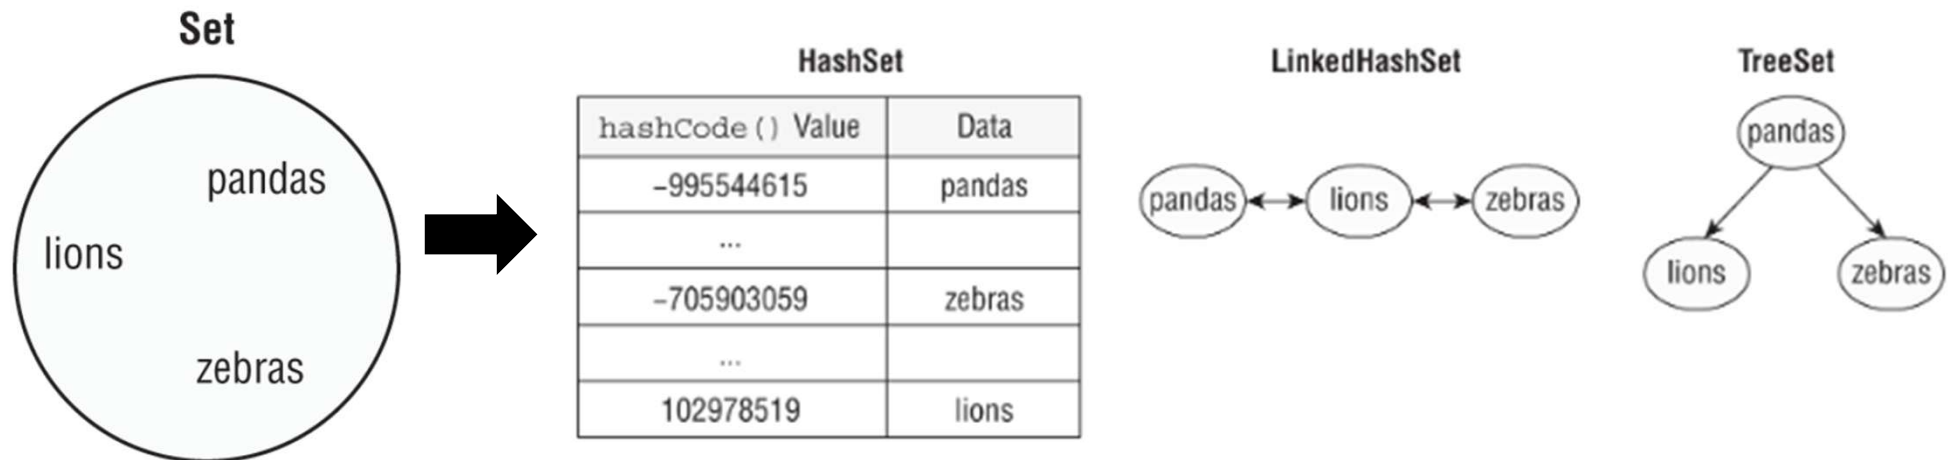 Set
pandas
lions
zebras
HashSet
hashCode() Value Data
–995544615 pandas
...
–705903059 zebras
...
102978519 lions
LinkedHashSet
pandas lions zebras
TreeSet
pandas
lions zebras